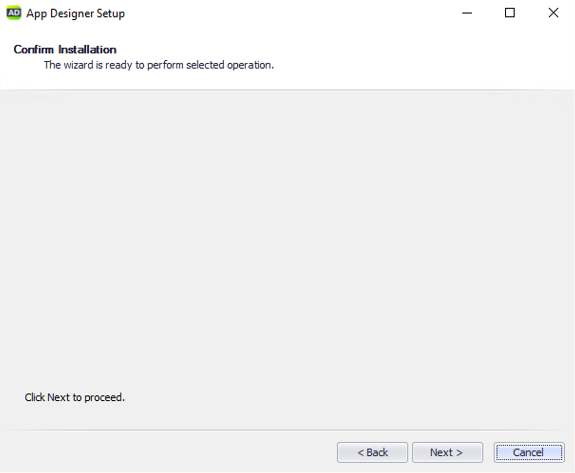 AD App Designer Setup
Confirm Installation
The wizard is ready to perform selected operation.
Click Next to proceed.
< Back Next > Cancel